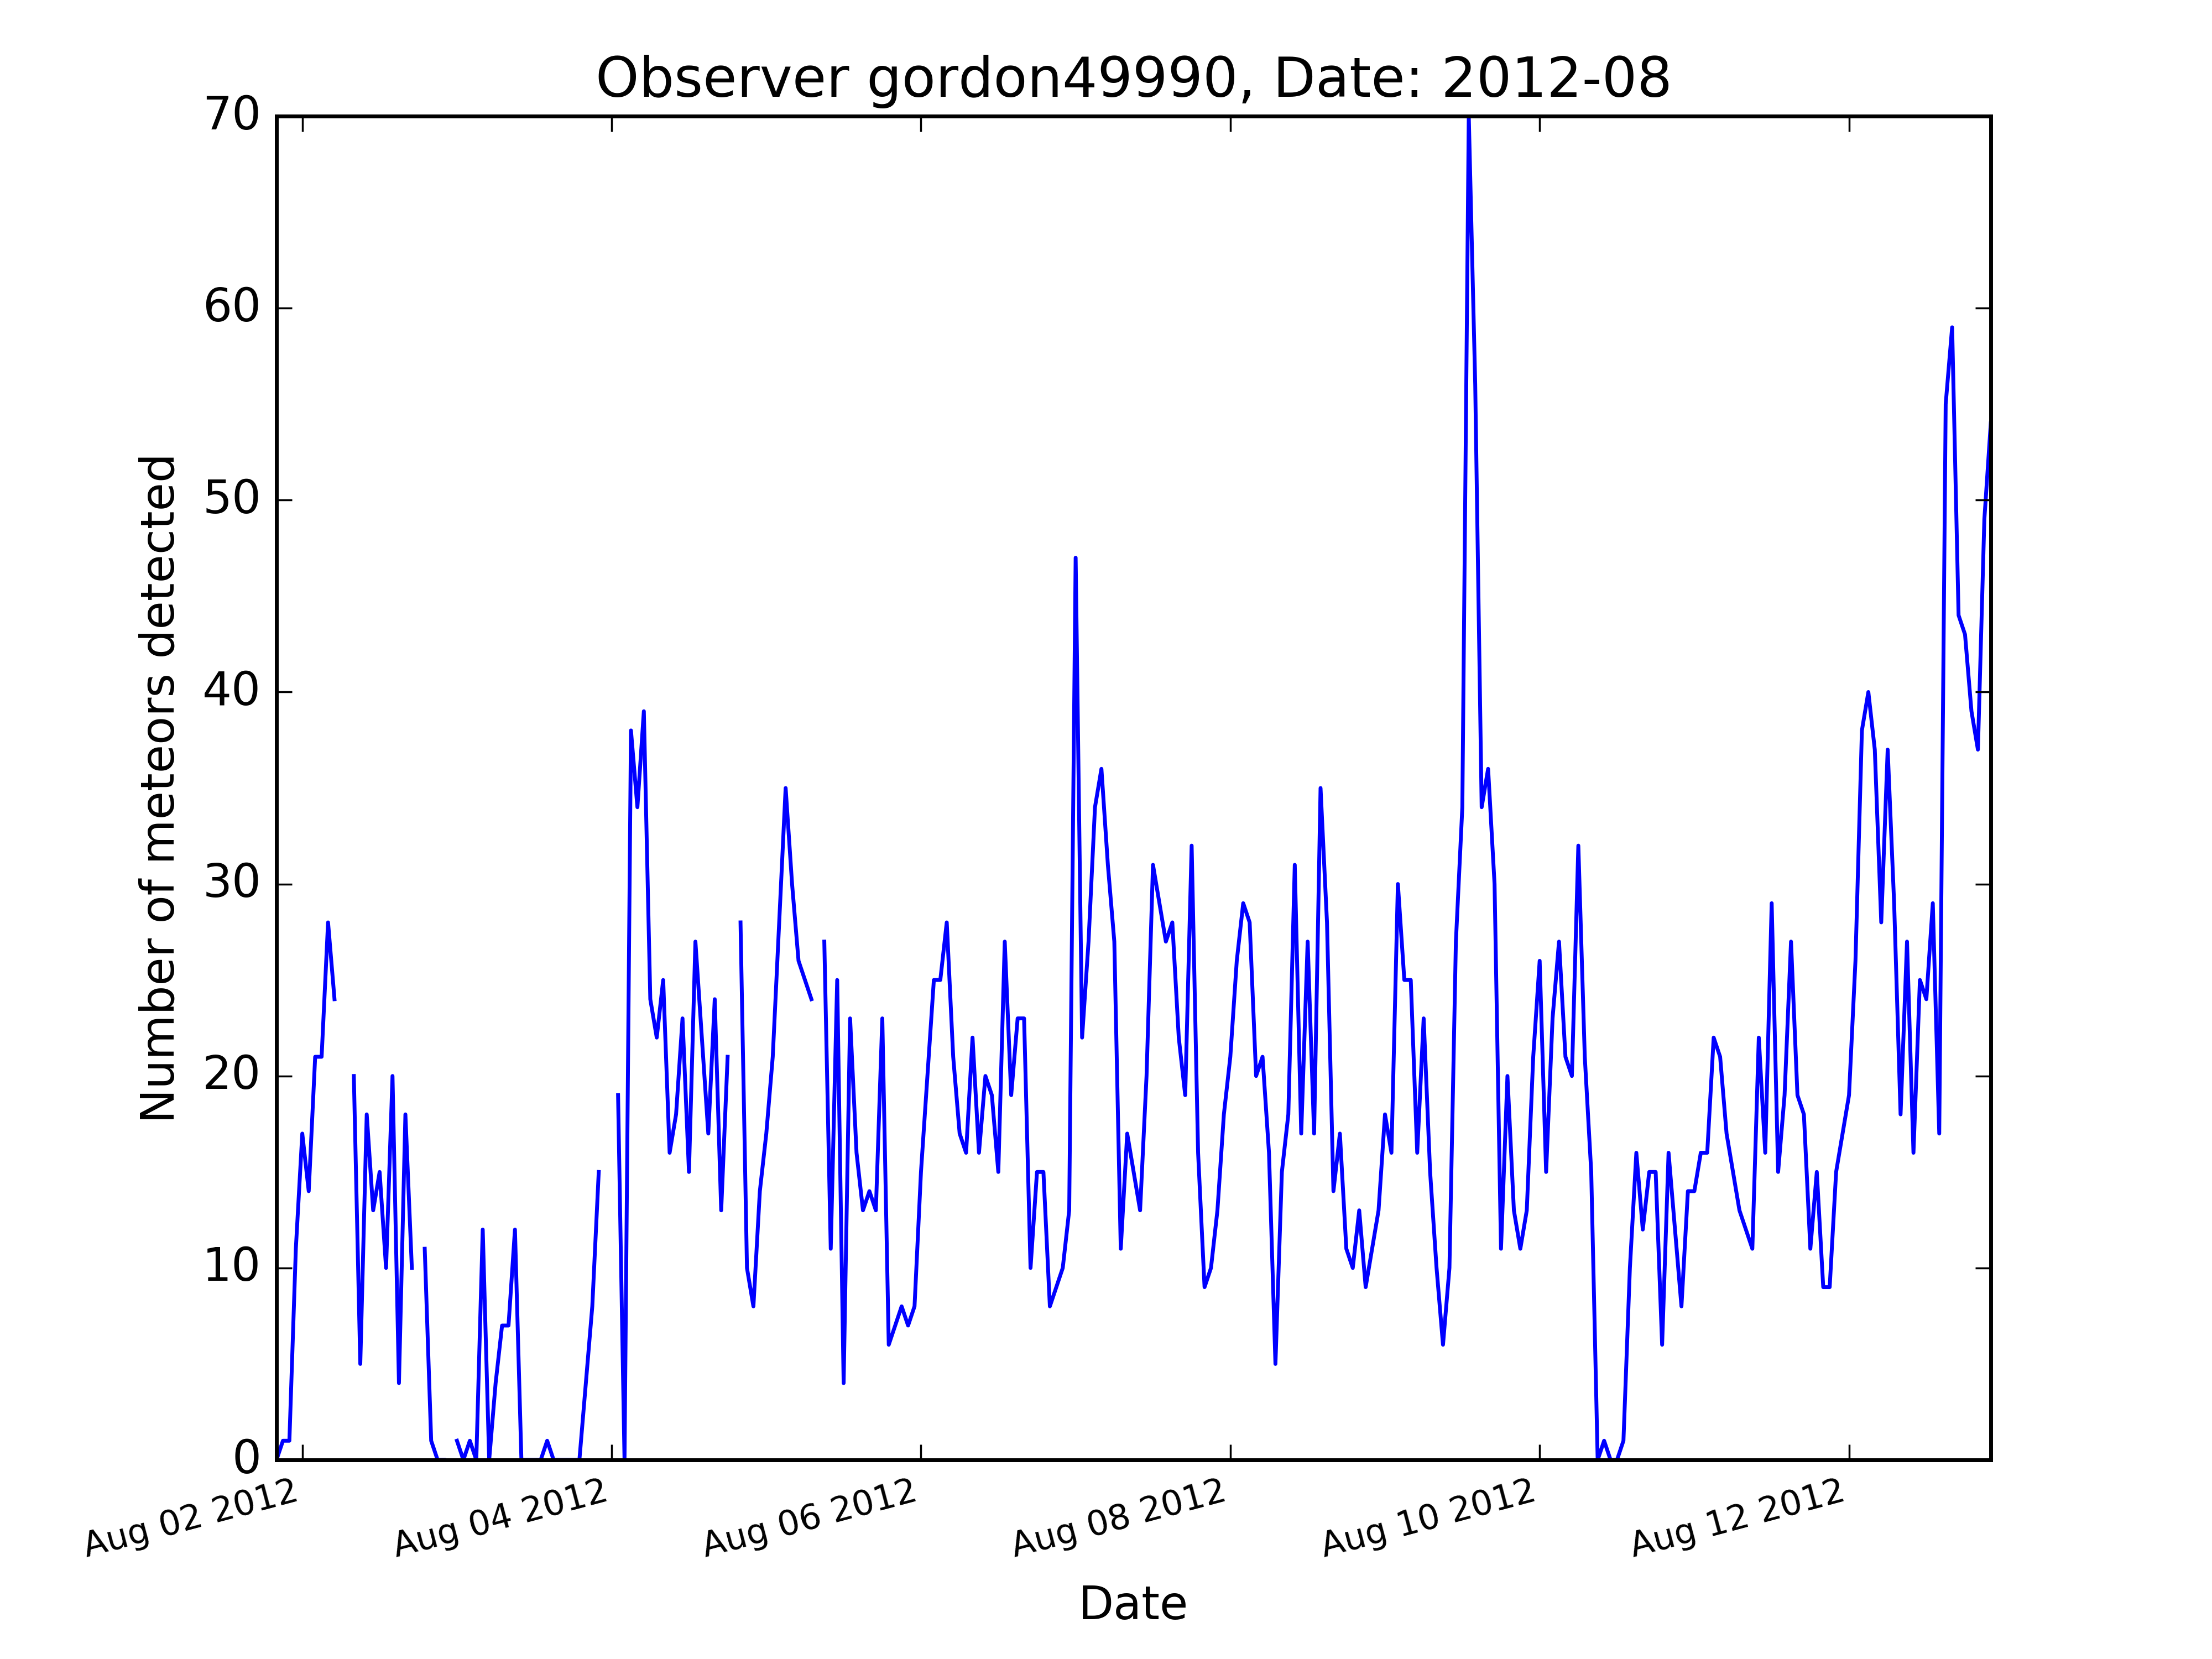 Observer gordon49990, Date: 2012-08
Number of meteors detected
70
60
50
40
30
20
10
0
Aug 02 2012
Aug 04 2012
Aug 06 2012
Aug 08 2012
Aug 10 2012
Aug 12 2012
Date